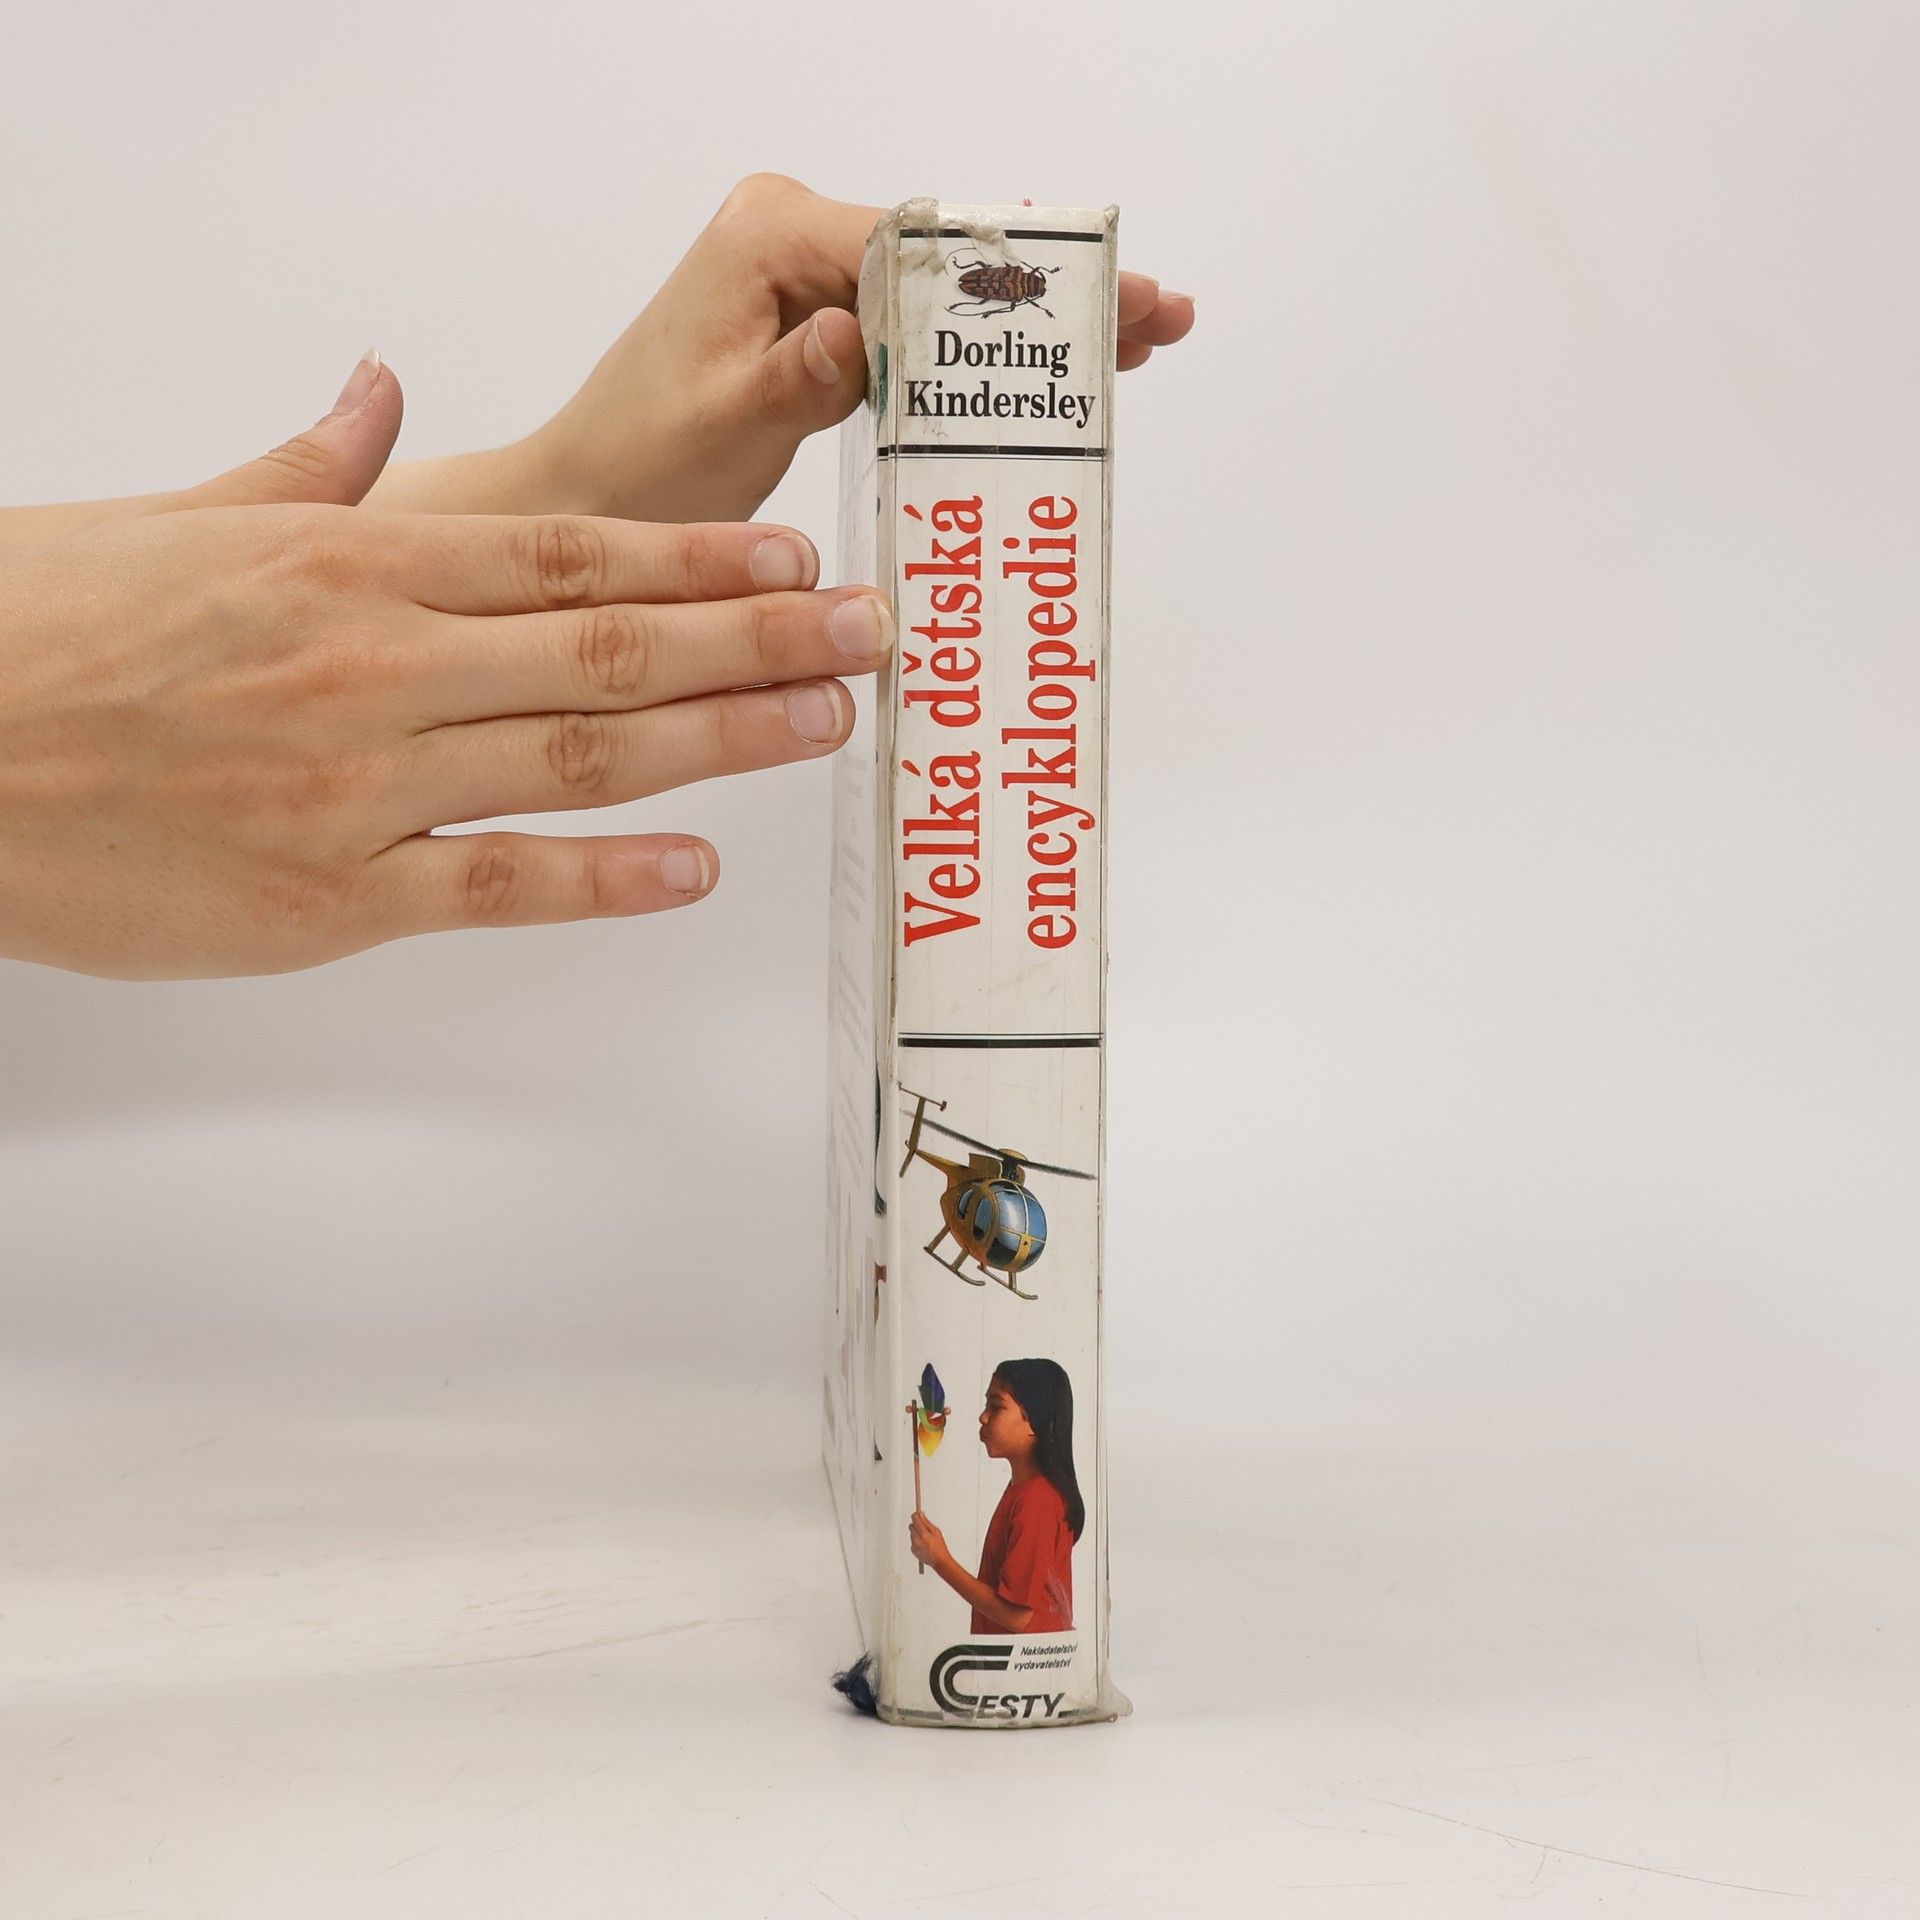 Dorling
Kindersley
Velká dětská
encyklopedie
Nakladatelství
vydavatelství
CESTY